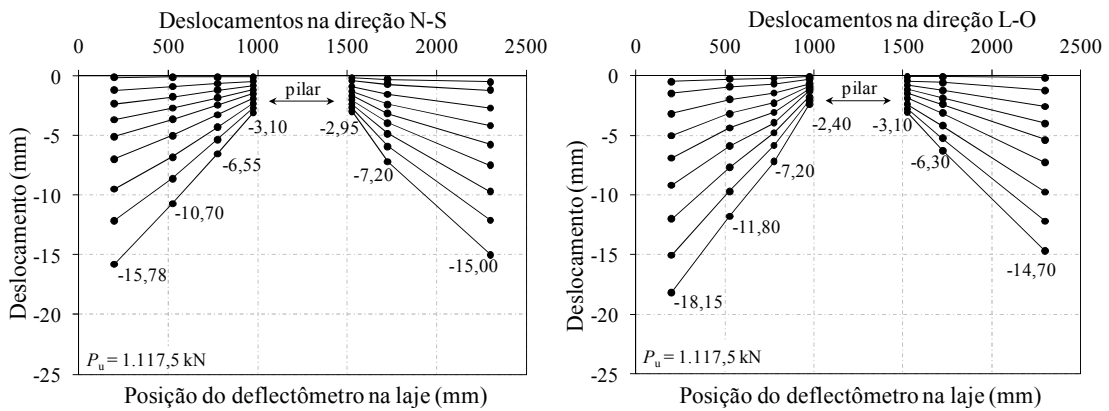 Deslocamentos na direção N-S
0 500 1000 1500 2000 2500
0
-5
-10
-15
-20
-25
Deslocamento (mm)
pilar
-3,10
-2,95
-6,55
-7,20
-10,70
-15,78
-15,00
Pu = 1.117,5 kN
Posição do deflectômetro na laje (mm)
Deslocamentos na direção L-O
0 500 1000 1500 2000 2500
0
-5
-10
-15
-20
-25
Deslocamento (mm)
pilar
-2,40
-3,10
-7,20
-6,30
-11,80
-18,15
-14,70
Pu = 1.117,5 kN
Posição do deflectômetro na laje (mm)